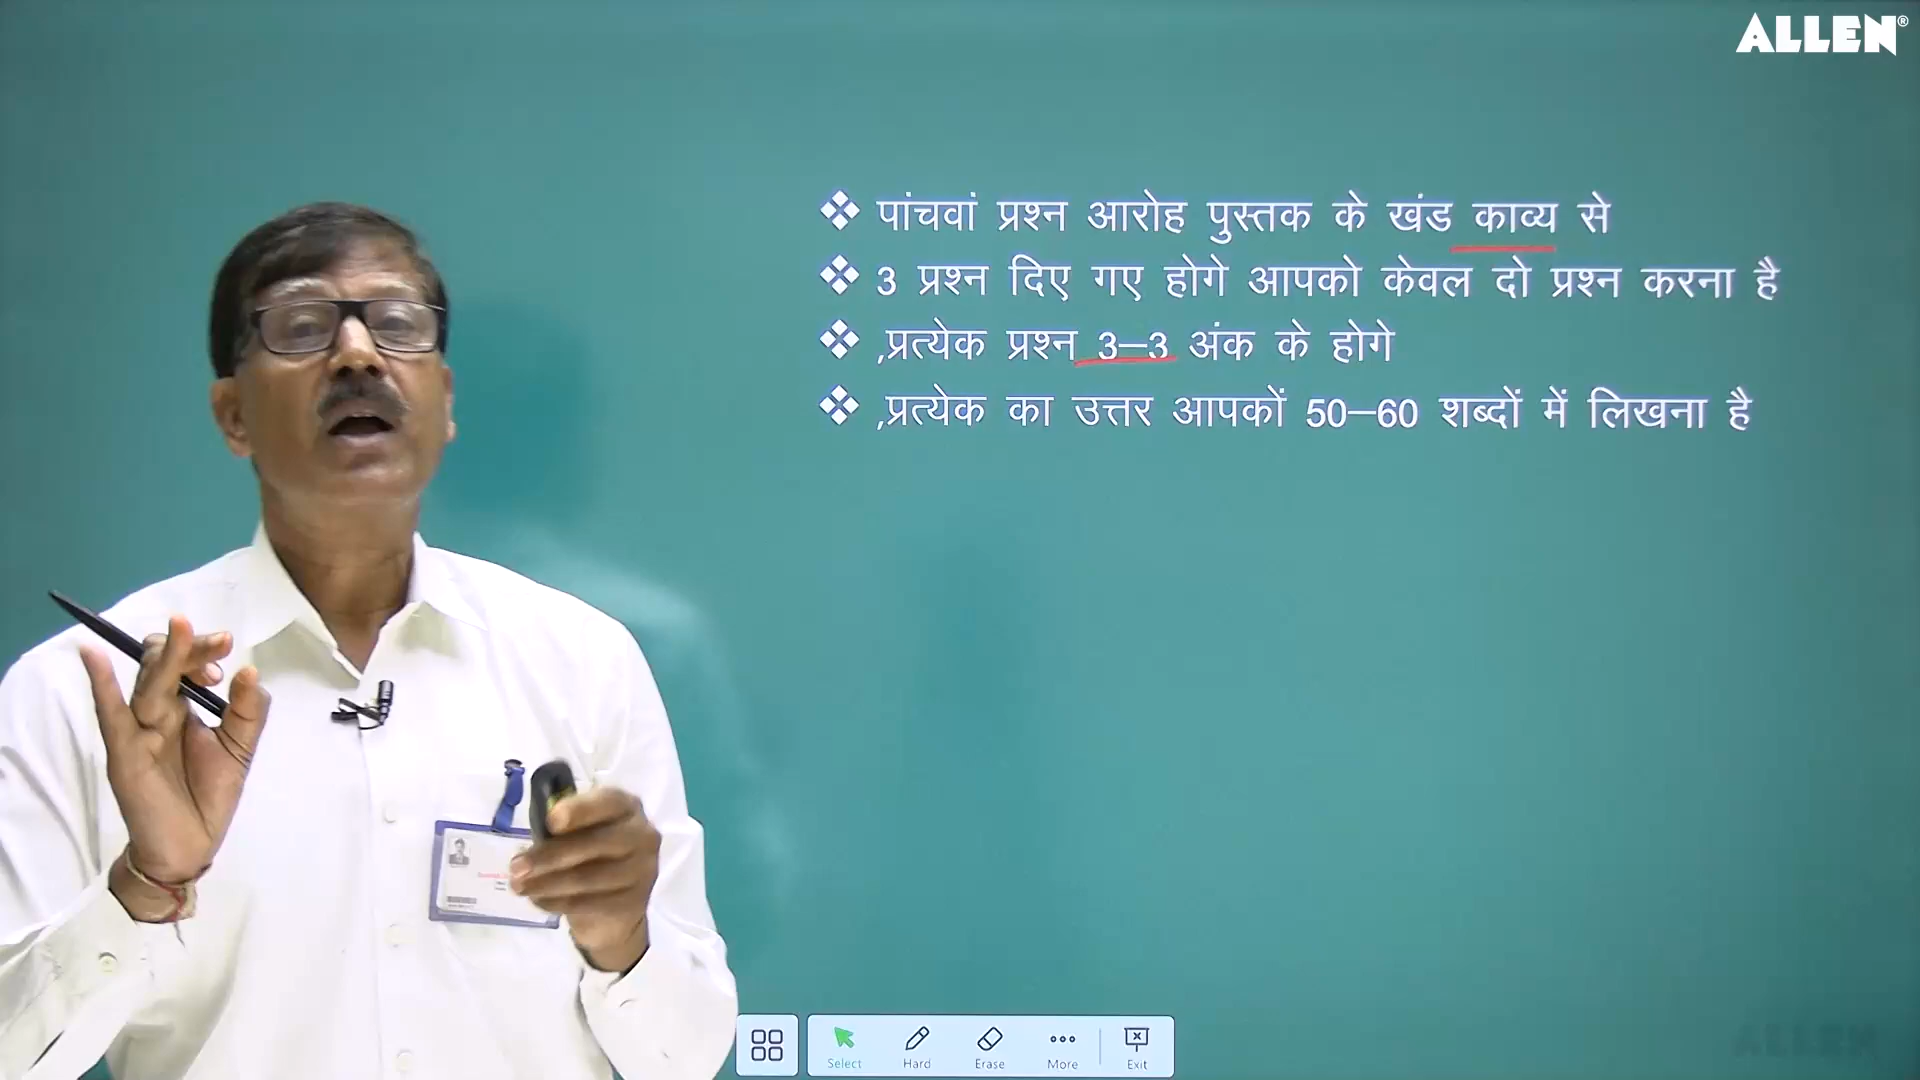 ALLEN®
❖ पांचवां प्रश्न आरोह पुस्तक के खंड काव्य से
❖ 3 प्रश्न दिए गए होगे आपको केवल दो प्रश्न करना है
❖ ,प्रत्येक प्रश्न 3–3 अंक के होगे
❖ ,प्रत्येक का उत्तर आपकों 50–60 शब्दों में लिखना है
Select Hard Erase More Exit
ALLEN